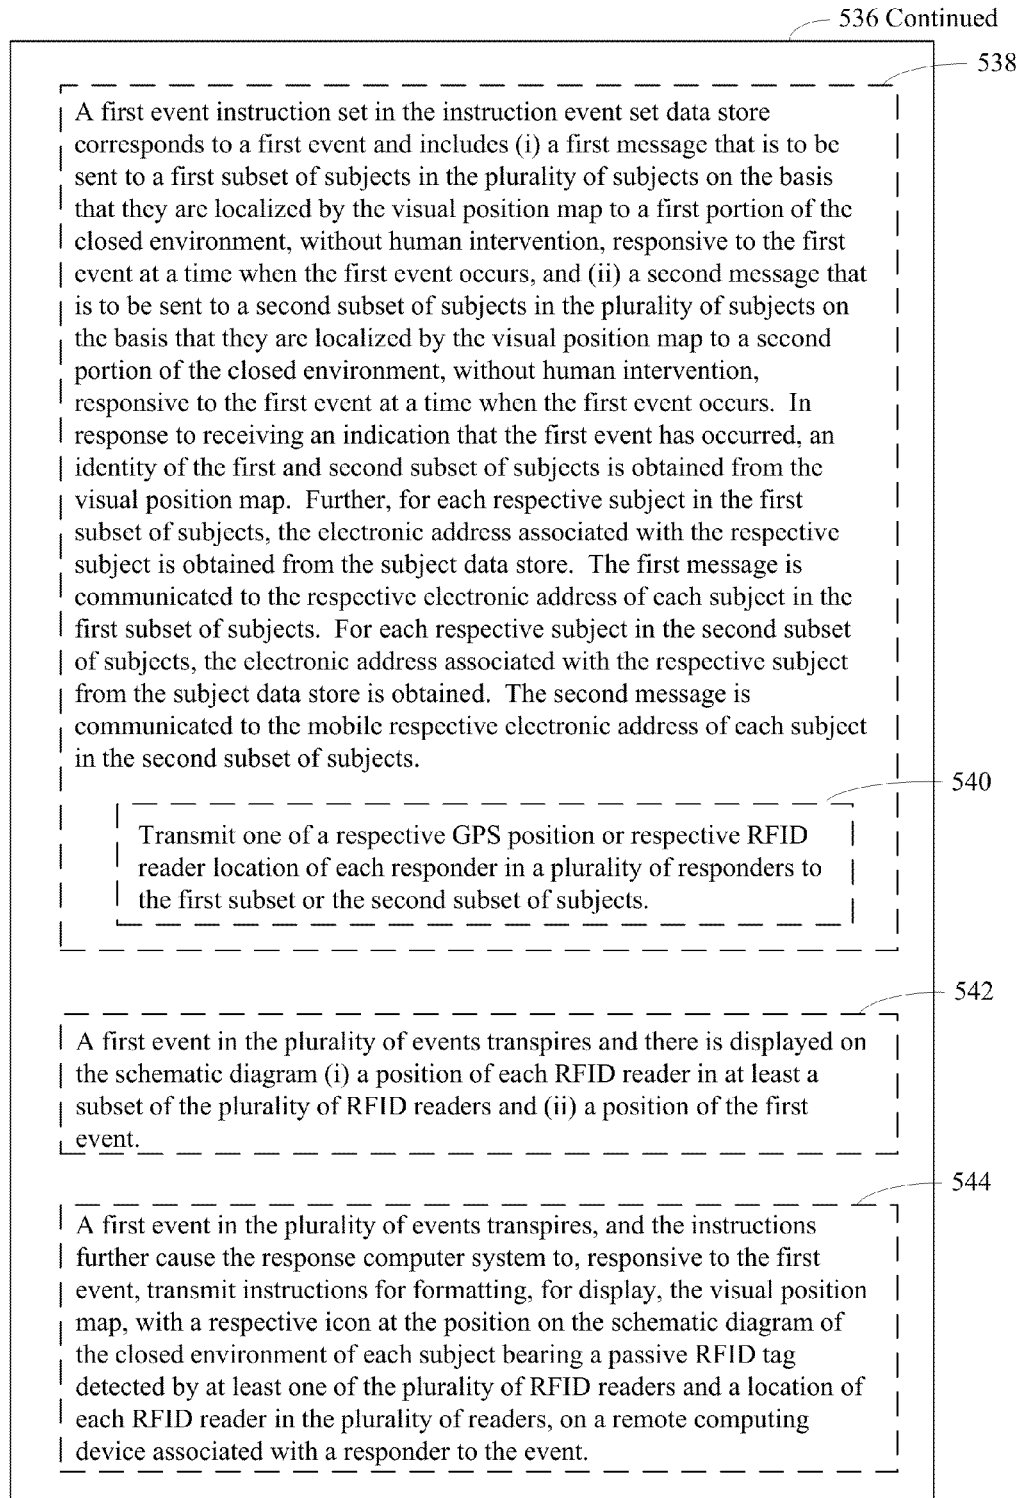 536 Continued
538
A first event instruction set in the instruction event set data store
corresponds to a first event and includes (i) a first message that is to be
sent to a first subset of subjects in the plurality of subjects on the basis
that they are localized by the visual position map to a first portion of the
closed environment, without human intervention, responsive to the first
event at a time when the first event occurs, and (ii) a second message that
is to be sent to a second subset of subjects in the plurality of subjects on
the basis that they are localized by the visual position map to a second
portion of the closed environment, without human intervention,
responsive to the first event at a time when the first event occurs.  In
response to receiving an indication that the first event has occurred, an
identity of the first and second subset of subjects is obtained from the
visual position map.  Further, for each respective subject in the first
subset of subjects, the electronic address associated with the respective
subject is obtained from the subject data store.  The first message is
communicated to the respective electronic address of each subject in the
first subset of subjects.  For each respective subject in the second subset
of subjects, the electronic address associated with the respective subject
from the subject data store is obtained.  The second message is
communicated to the mobile respective electronic address of each subject
in the second subset of subjects.
540
Transmit one of a respective GPS position or respective RFID
reader location of each responder in a plurality of responders to
the first subset or the second subset of subjects.
542
A first event in the plurality of events transpires and there is displayed on
the schematic diagram (i) a position of each RFID reader in at least a
subset of the plurality of RFID readers and (ii) a position of the first
event.
544
A first event in the plurality of events transpires, and the instructions
further cause the response computer system to, responsive to the first
event, transmit instructions for formatting, for display, the visual position
map, with a respective icon at the position on the schematic diagram of
the closed environment of each subject bearing a passive RFID tag
detected by at least one of the plurality of RFID readers and a location of
each RFID reader in the plurality of readers, on a remote computing
device associated with a responder to the event.